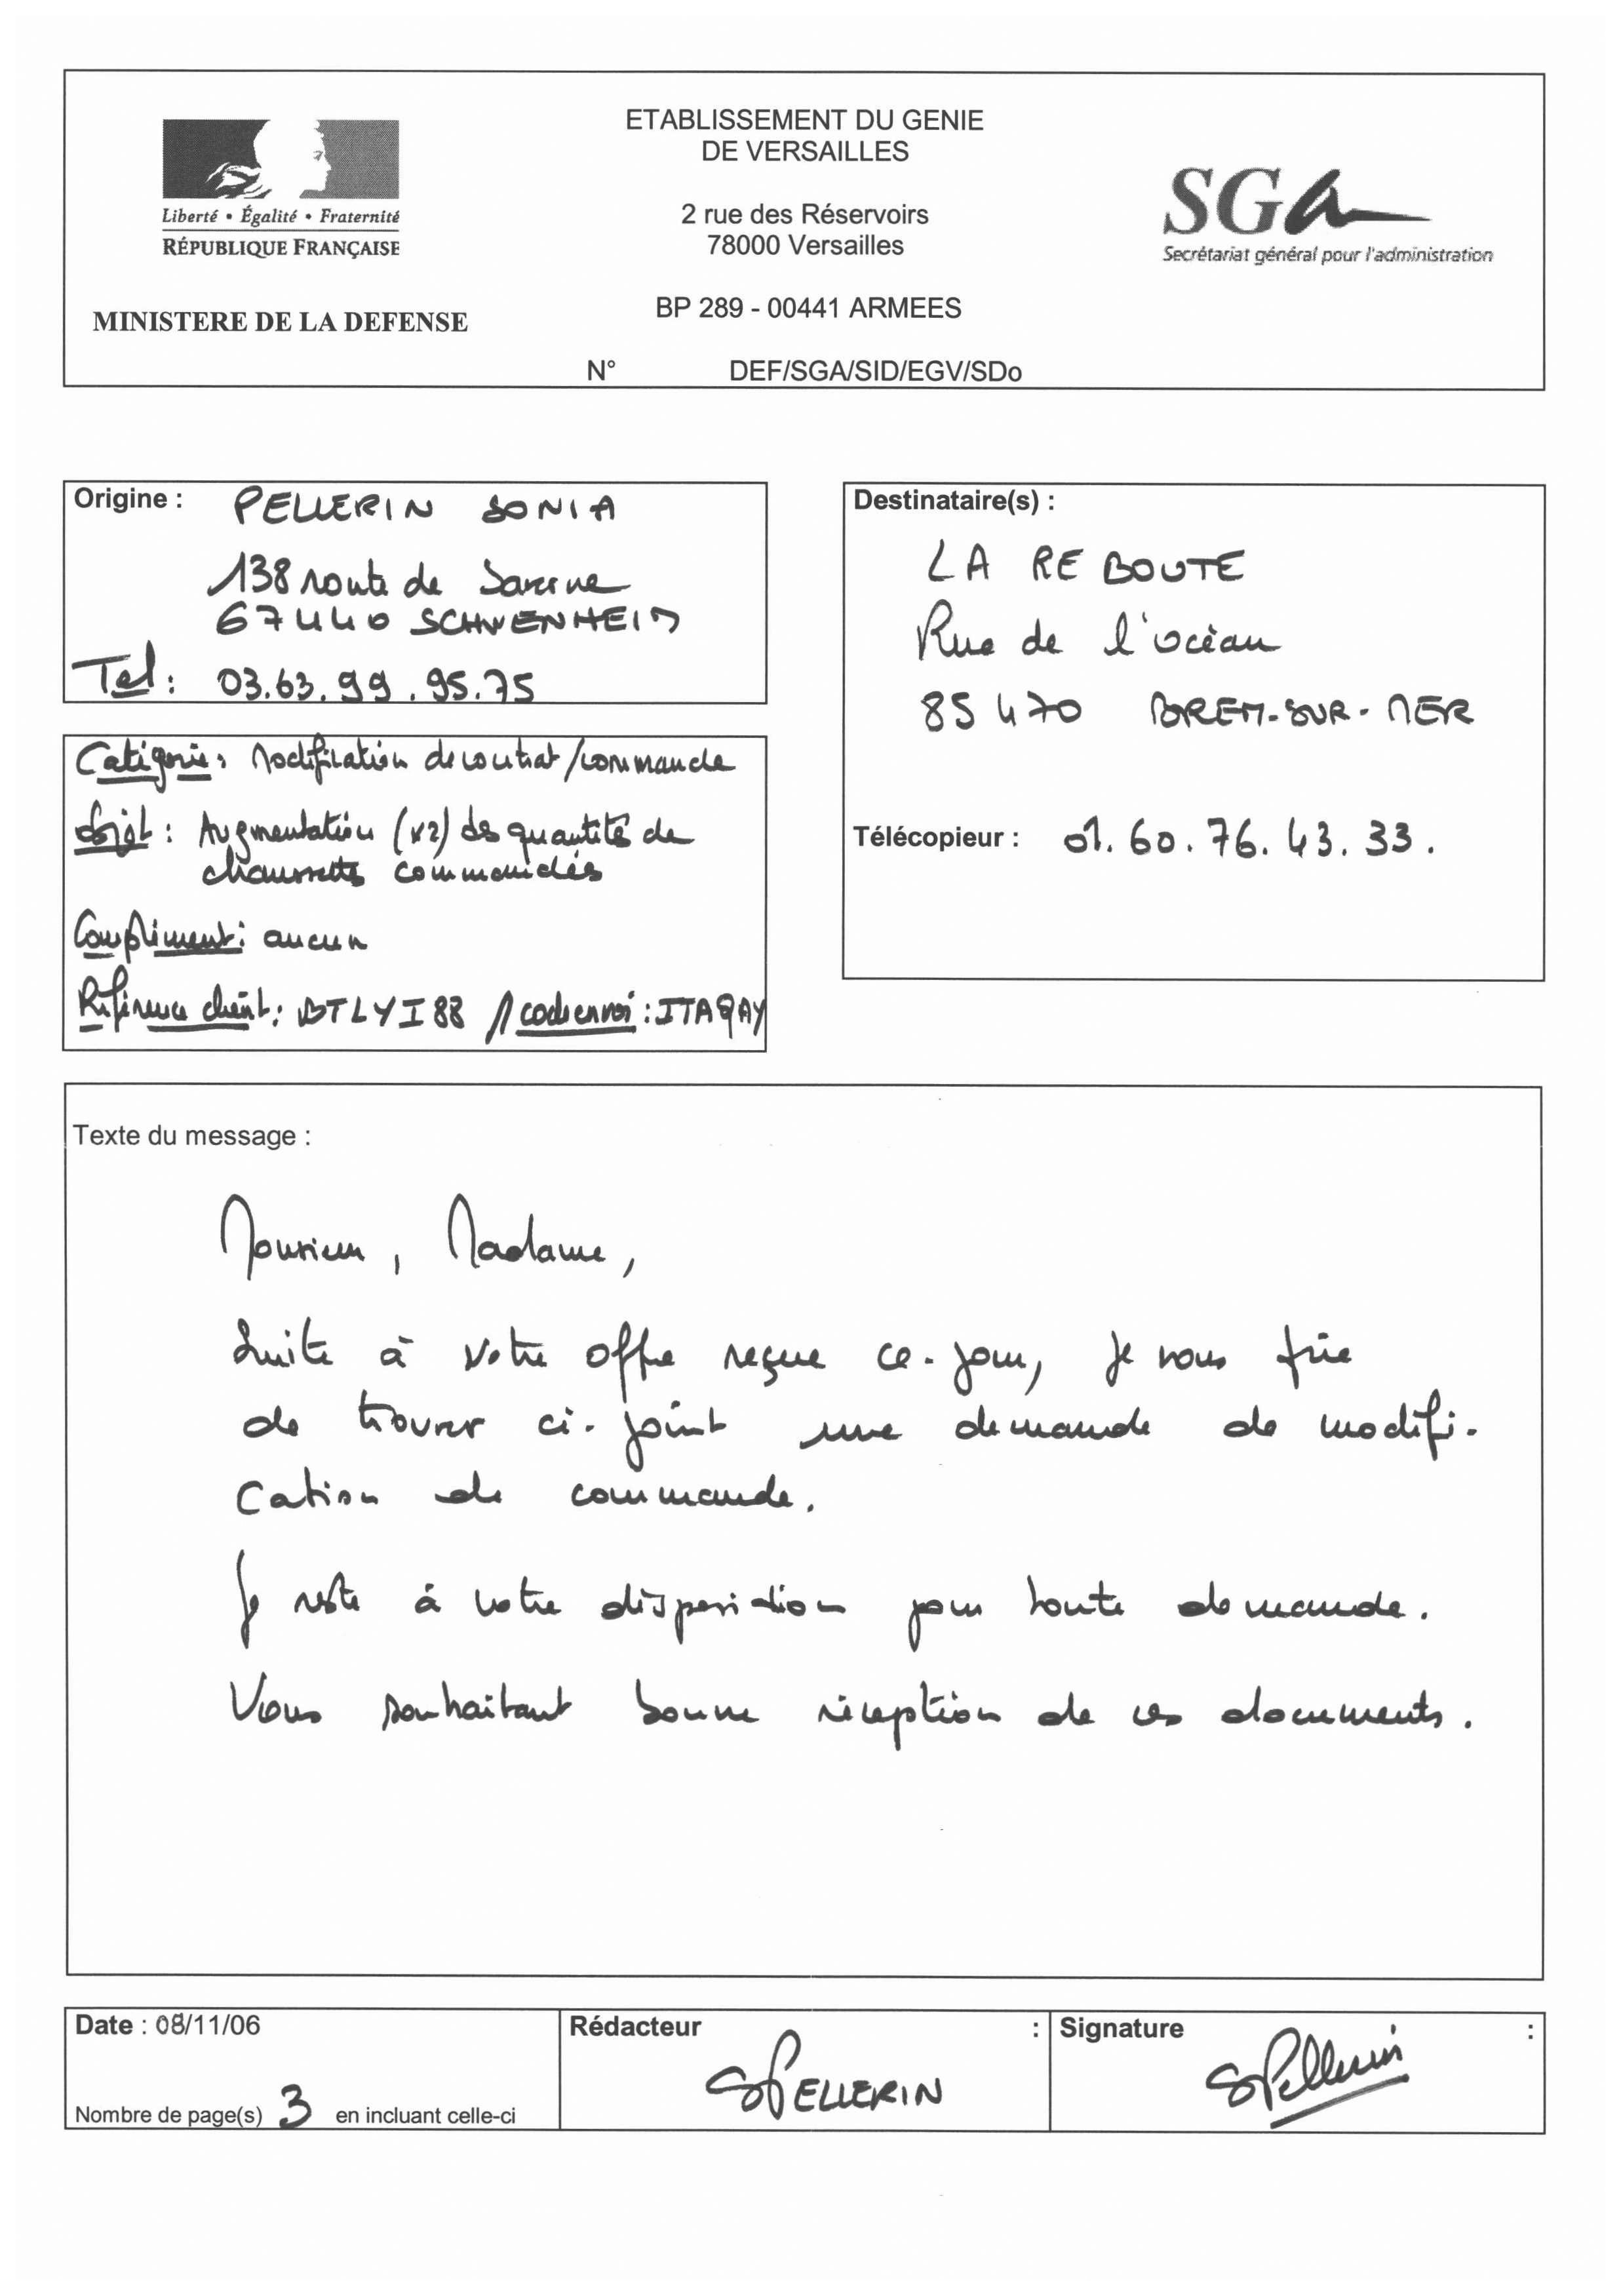 ETABLISSEMENT DU GENIE
DE VERSAILLES
2 rue des Réservoirs
78000 Versailles
BP 289 - 00441 ARMEES
N° DEF/SGA/SID/EGV/SDo
Liberté • Égalité • Fraternité
RÉPUBLIQUE FRANÇAISE
MINISTERE DE LA DEFENSE
SGA
Secrétariat général pour l'administration
Origine : PELLERIN SONIA
138 route de Saverne
67440 SCHWENHEIM
Tel : 03.63.99.95.75
Destinataire(s) :
LA REBOUTE
Rue de l'océan
85470 BREM-SUR-MER
Télécopieur : 01.60.76.43.33.
Catégorie : Modification de contrat/commande
Objet : Augmentation (x2) des quantités de
chaussettes commandées
Complément : aucun
Référence client : BTLYI88 // code envoi : ITAQAY
Texte du message :
Monsieur, Madame,
Suite à votre offre reçue ce-jour, je vous prie
de trouver ci-joint une demande de modifi-
cation de commande.
Je reste à votre disposition pour toute demande.
Vous souhaitant bonne réception de ces documents.
Date : 08/11/06
Nombre de page(s) 3 en incluant celle-ci
Rédacteur :
S PELLERIN
Signature :
S Pellerin